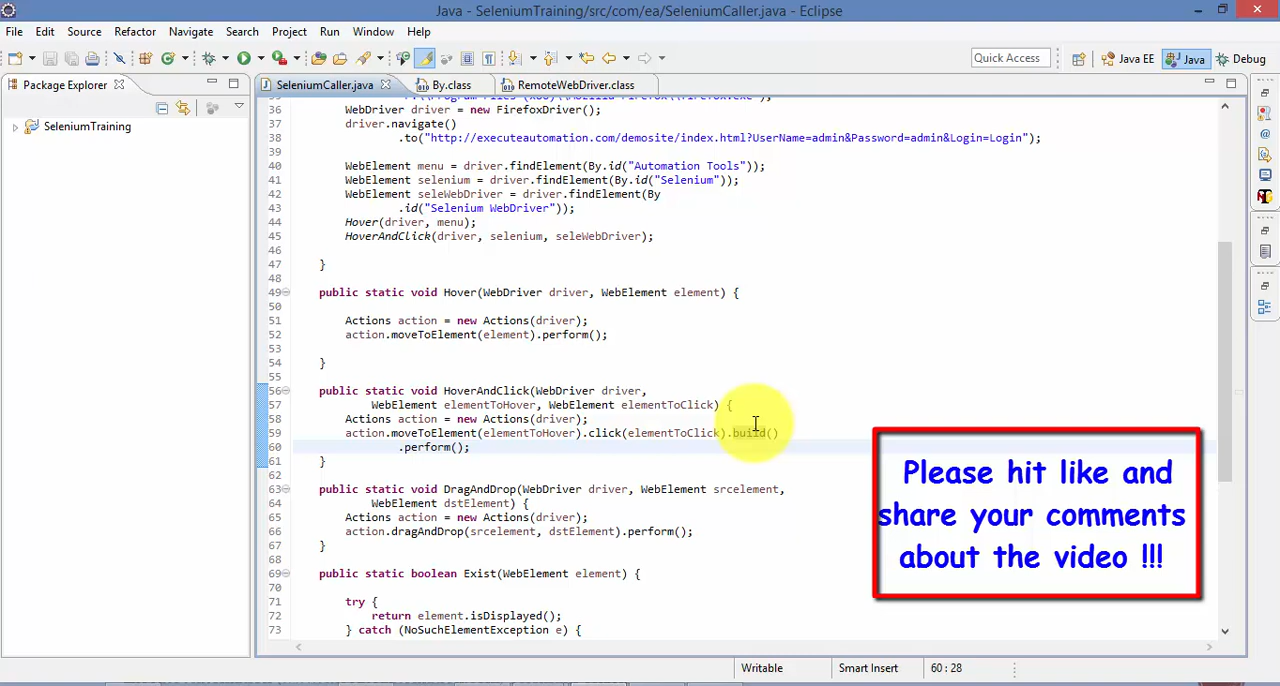 Java - SeleniumTraining/src/com/ea/SeleniumCaller.java - Eclipse
File Edit Source Refactor Navigate Search Project Run Window Help
Quick Access Java EE Java Debug
Package Explorer
SeleniumCaller.java By.class RemoteWebDriver.class
SeleniumTraining
36 WebDriver driver = new FirefoxDriver();
37 driver.navigate()
38 .to("http://executeautomation.com/demosite/index.html?UserName=admin&Password=admin&Login=Login");
39
40 WebElement menu = driver.findElement(By.id("Automation Tools"));
41 WebElement selenium = driver.findElement(By.id("Selenium"));
42 WebElement seleWebDriver = driver.findElement(By
43 .id("Selenium WebDriver"));
44 Hover(driver, menu);
45 HoverAndClick(driver, selenium, seleWebDriver);
46
47 }
48
49 public static void Hover(WebDriver driver, WebElement element) {
50
51 Actions action = new Actions(driver);
52 action.moveToElement(element).perform();
53
54 }
55
56 public static void HoverAndClick(WebDriver driver,
57 WebElement elementToHover, WebElement elementToClick) {
58 Actions action = new Actions(driver);
59 action.moveToElement(elementToHover).click(elementToClick).build()
60 .perform();
61 }
62
63 public static void DragAndDrop(WebDriver driver, WebElement srcelement,
64 WebElement dstElement) {
65 Actions action = new Actions(driver);
66 action.dragAndDrop(srcelement, dstElement).perform();
67 }
68
69 public static boolean Exist(WebElement element) {
70
71 try {
72 return element.isDisplayed();
73 } catch (NoSuchElementException e) {
Please hit like and
share your comments
about the video !!!
Writable Smart Insert 60 : 28